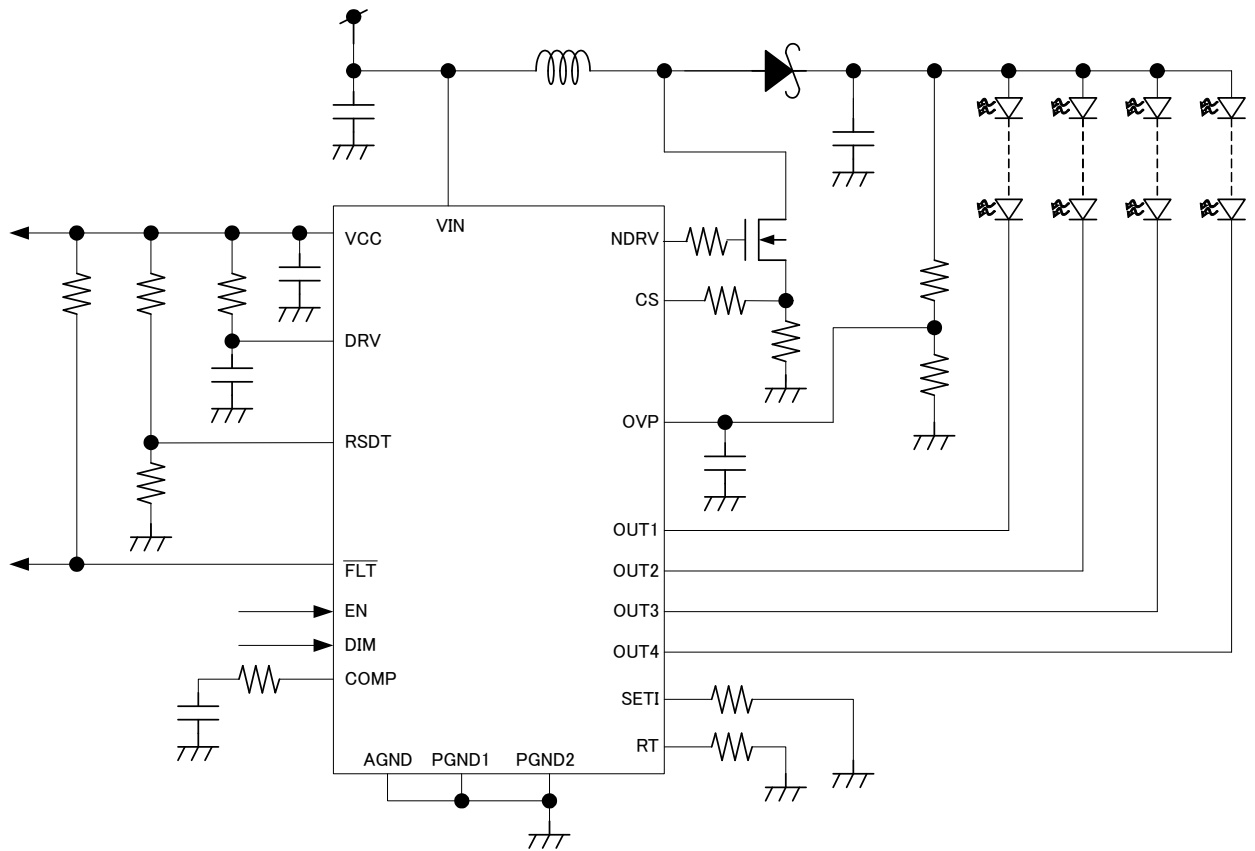 VIN
VCC
NDRV
CS
DRV
OVP
RSDT
OUT1
F̅L̅T̅
OUT2
EN
OUT3
DIM
OUT4
COMP
SETI
RT
AGND PGND1 PGND2